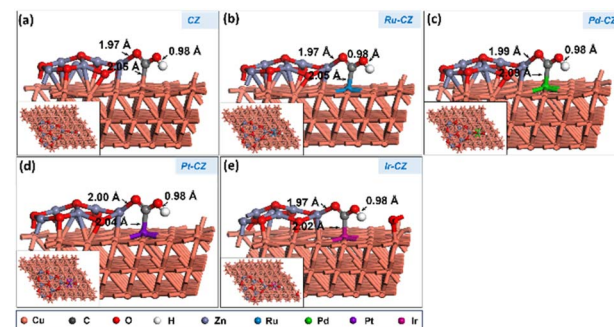 (a) CZ
1.97 Å
0.98 Å
2.05 Å
(b) Ru-CZ
1.97 Å
0.98 Å
2.05 Å
(c) Pd-CZ
1.99 Å
0.98 Å
2.09 Å
(d) Pt-CZ
2.00 Å
0.98 Å
2.04 Å
(e) Ir-CZ
1.97 Å
0.98 Å
2.02 Å
Cu C O H Zn Ru Pd Pt Ir